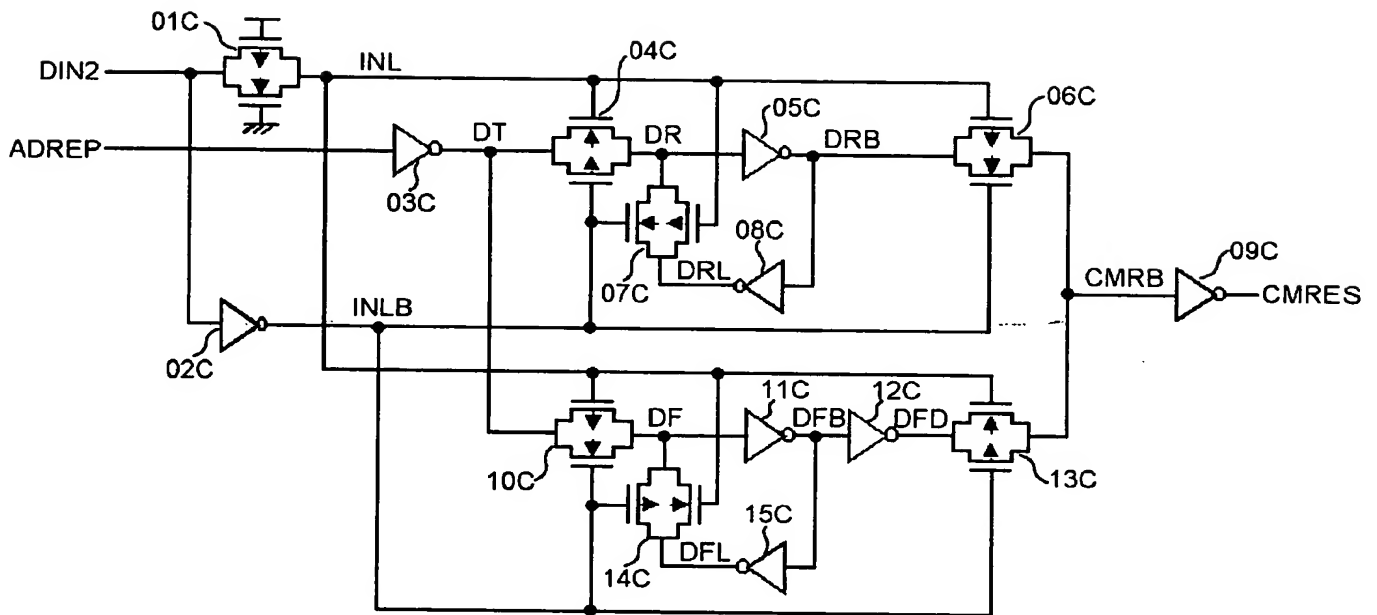 01C
DIN2
INL
04C
06C
05C
ADREP
DT
DR
DRB
03C
08C
DRL
07C
09C
CMRB
CMRES
INLB
02C
11C
12C
DF
DFB
DFD
10C
13C
15C
DFL
14C